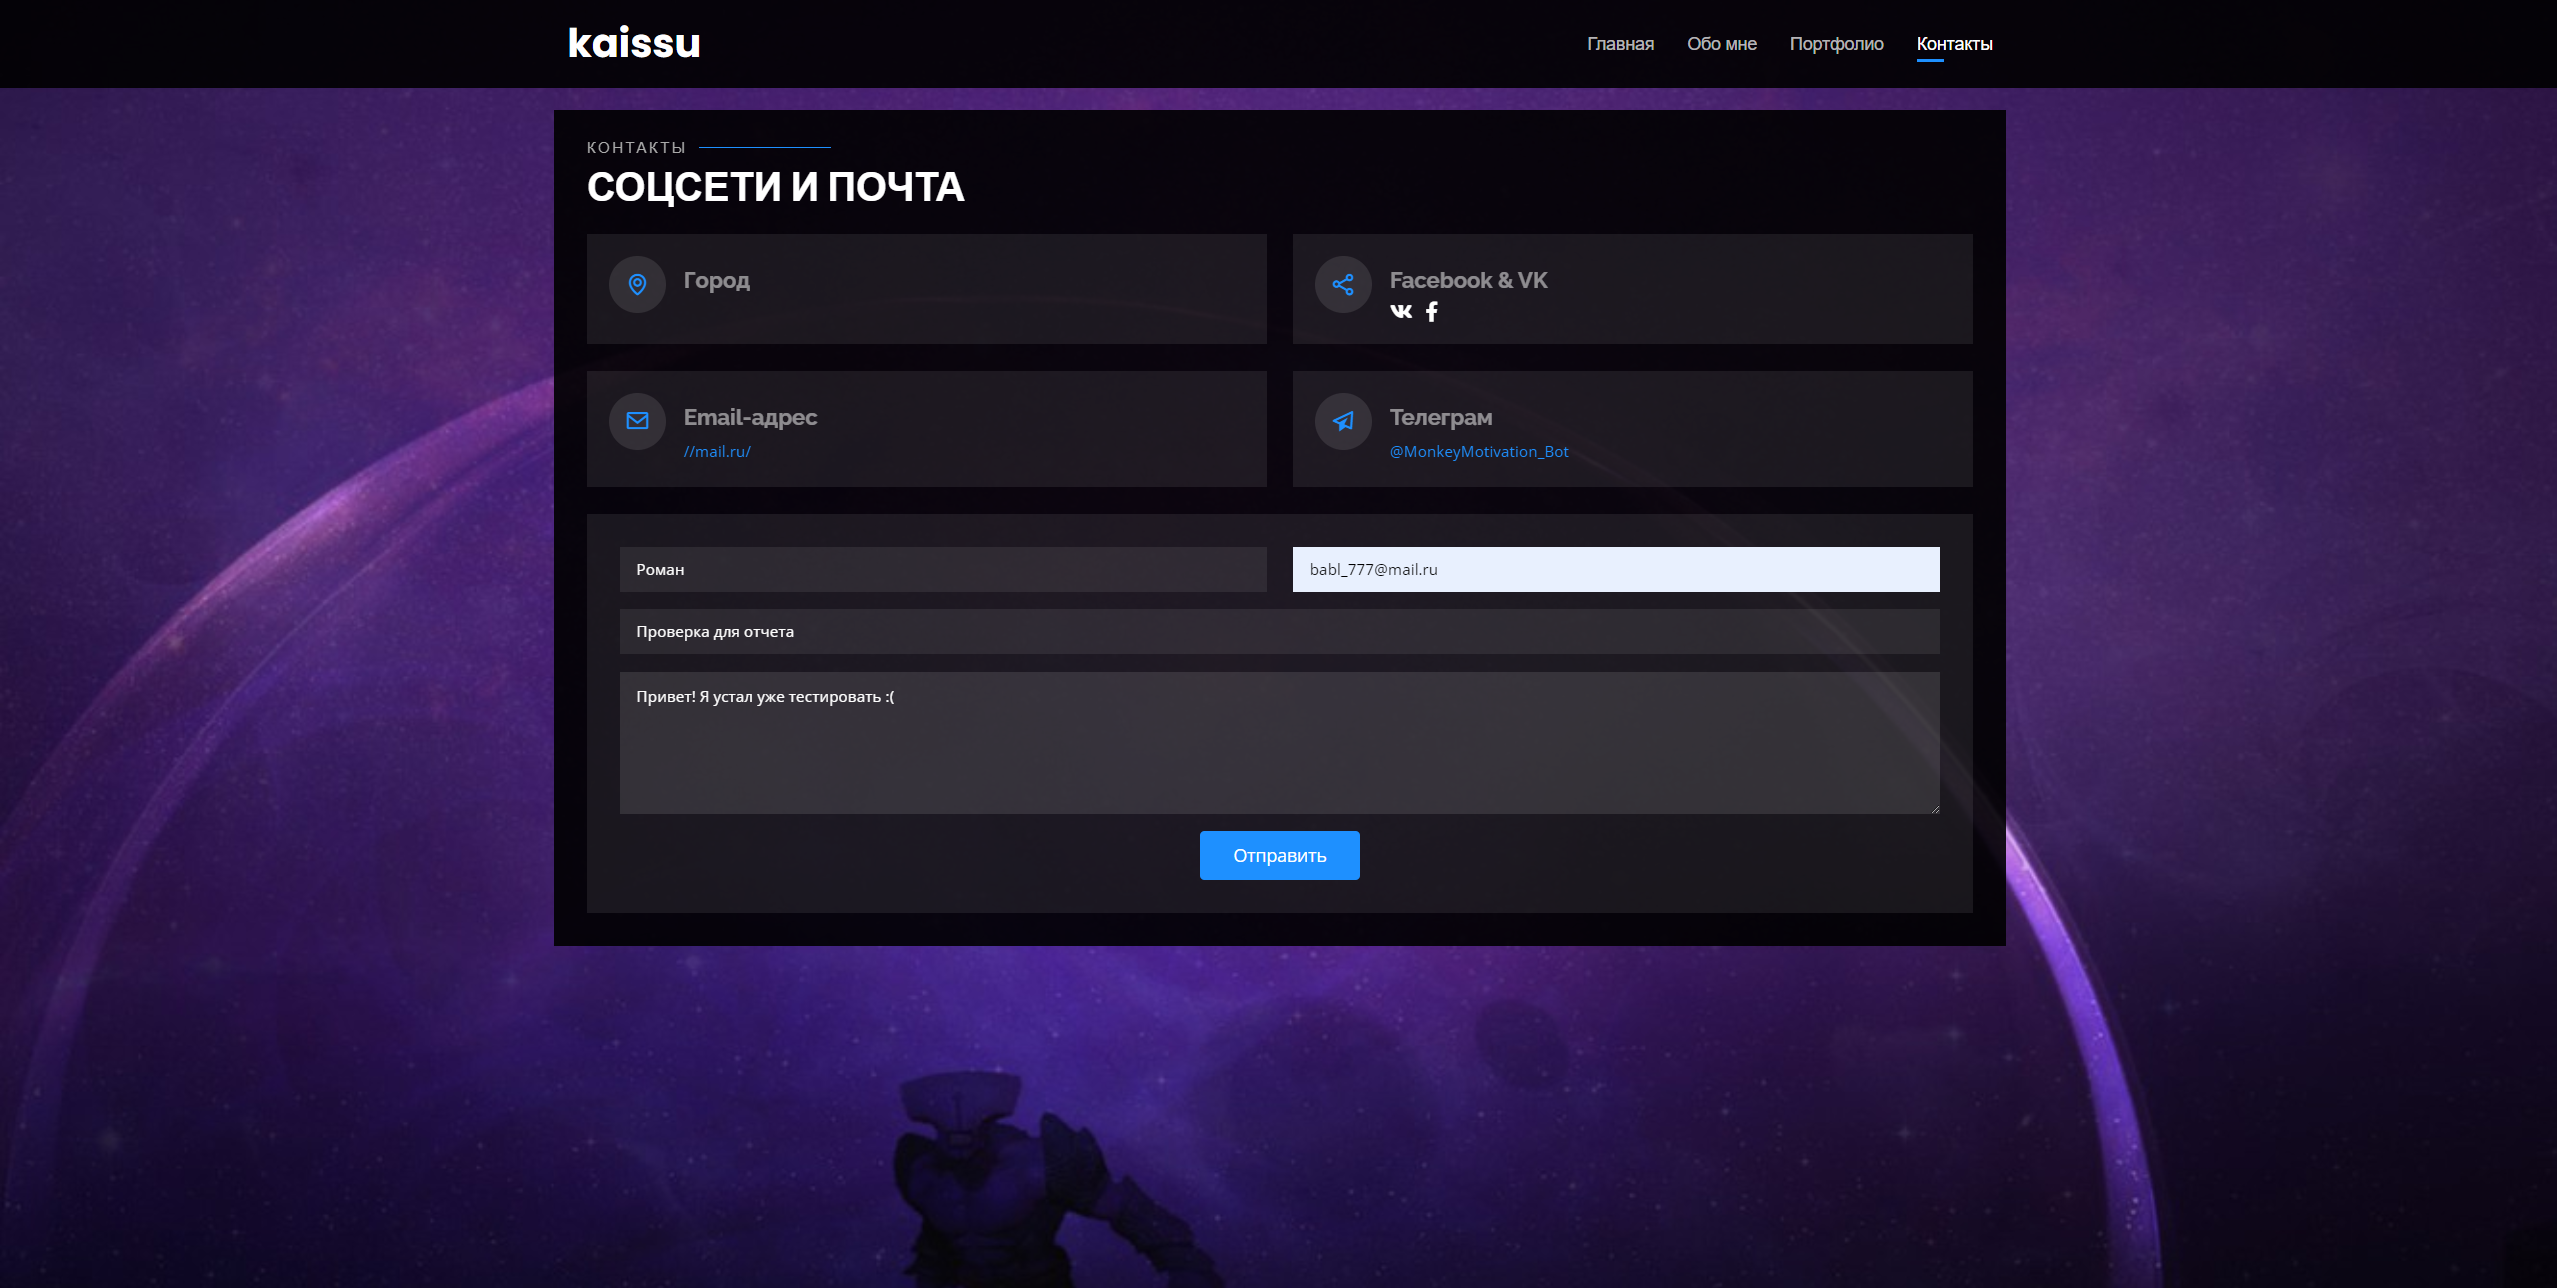 kaissu
Главная Обо мне Портфолио Контакты
КОНТАКТЫ
СОЦСЕТИ И ПОЧТА
Город
Facebook & VK
Email-адрес
//mail.ru/
Телеграм
@MonkeyMotivation_Bot
Роман
babl_777@mail.ru
Проверка для отчета
Привет! Я устал уже тестировать :(
Отправить